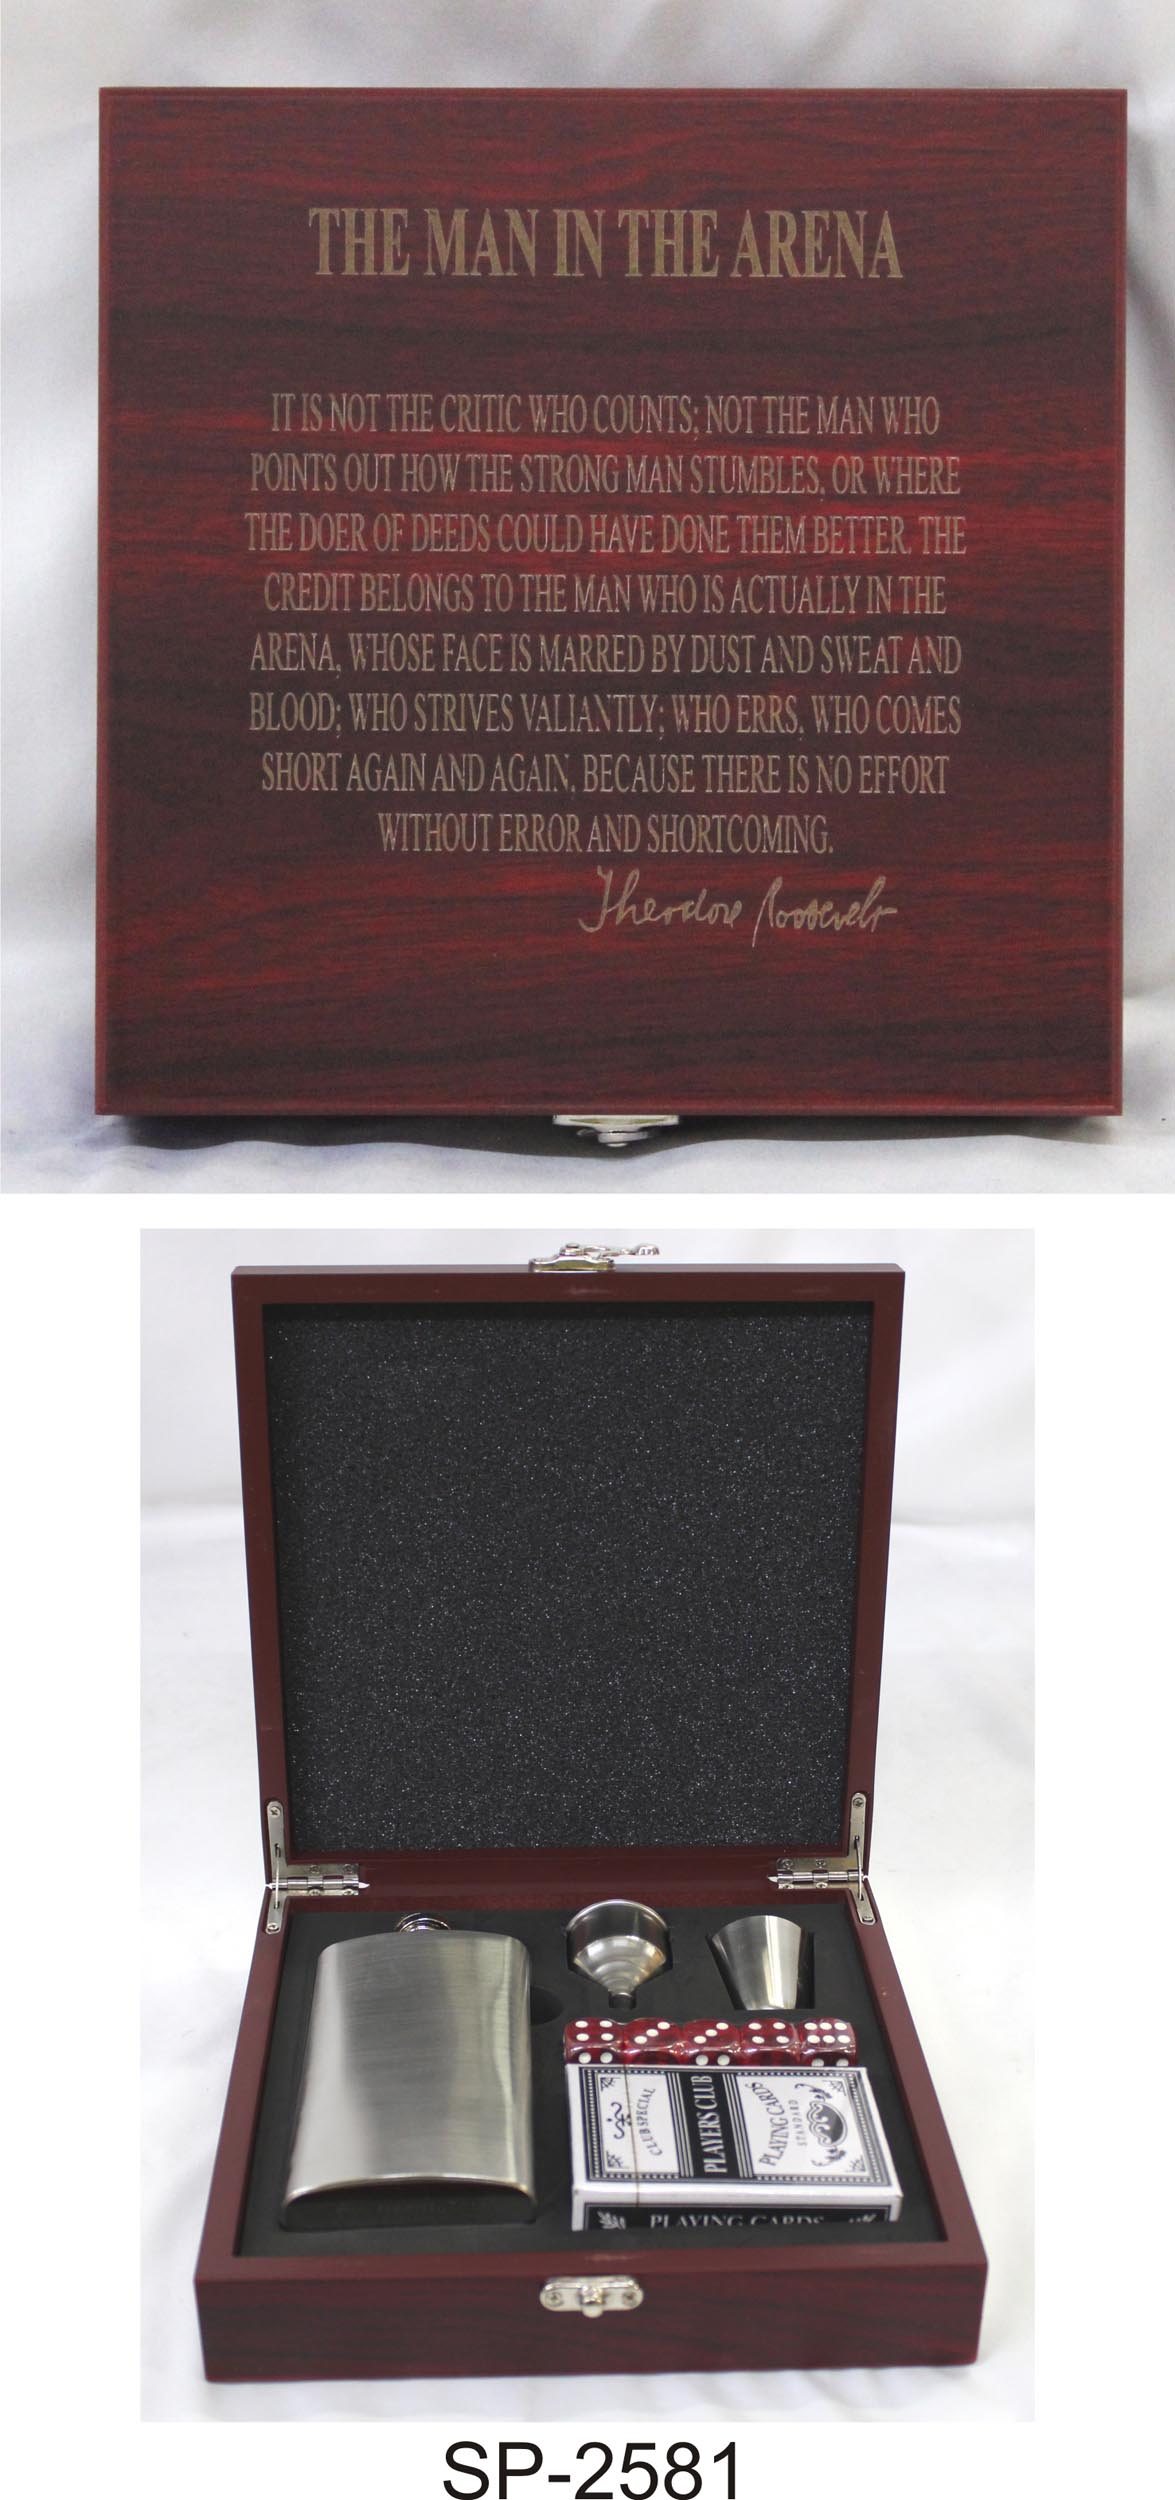 THE MAN IN THE ARENA
IT IS NOT THE CRITIC WHO COUNTS; NOT THE MAN WHO
POINTS OUT HOW THE STRONG MAN STUMBLES, OR WHERE
THE DOER OF DEEDS COULD HAVE DONE THEM BETTER. THE
CREDIT BELONGS TO THE MAN WHO IS ACTUALLY IN THE
ARENA, WHOSE FACE IS MARRED BY DUST AND SWEAT AND
BLOOD; WHO STRIVES VALIANTLY; WHO ERRS, WHO COMES
SHORT AGAIN AND AGAIN, BECAUSE THERE IS NO EFFORT
WITHOUT ERROR AND SHORTCOMING.
Theodore Roosevelt
CLUB SPECIAL
PLAYERS CLUB
PLAYING CARDS
STANDARD
PLAYING CARDS
SP-2581